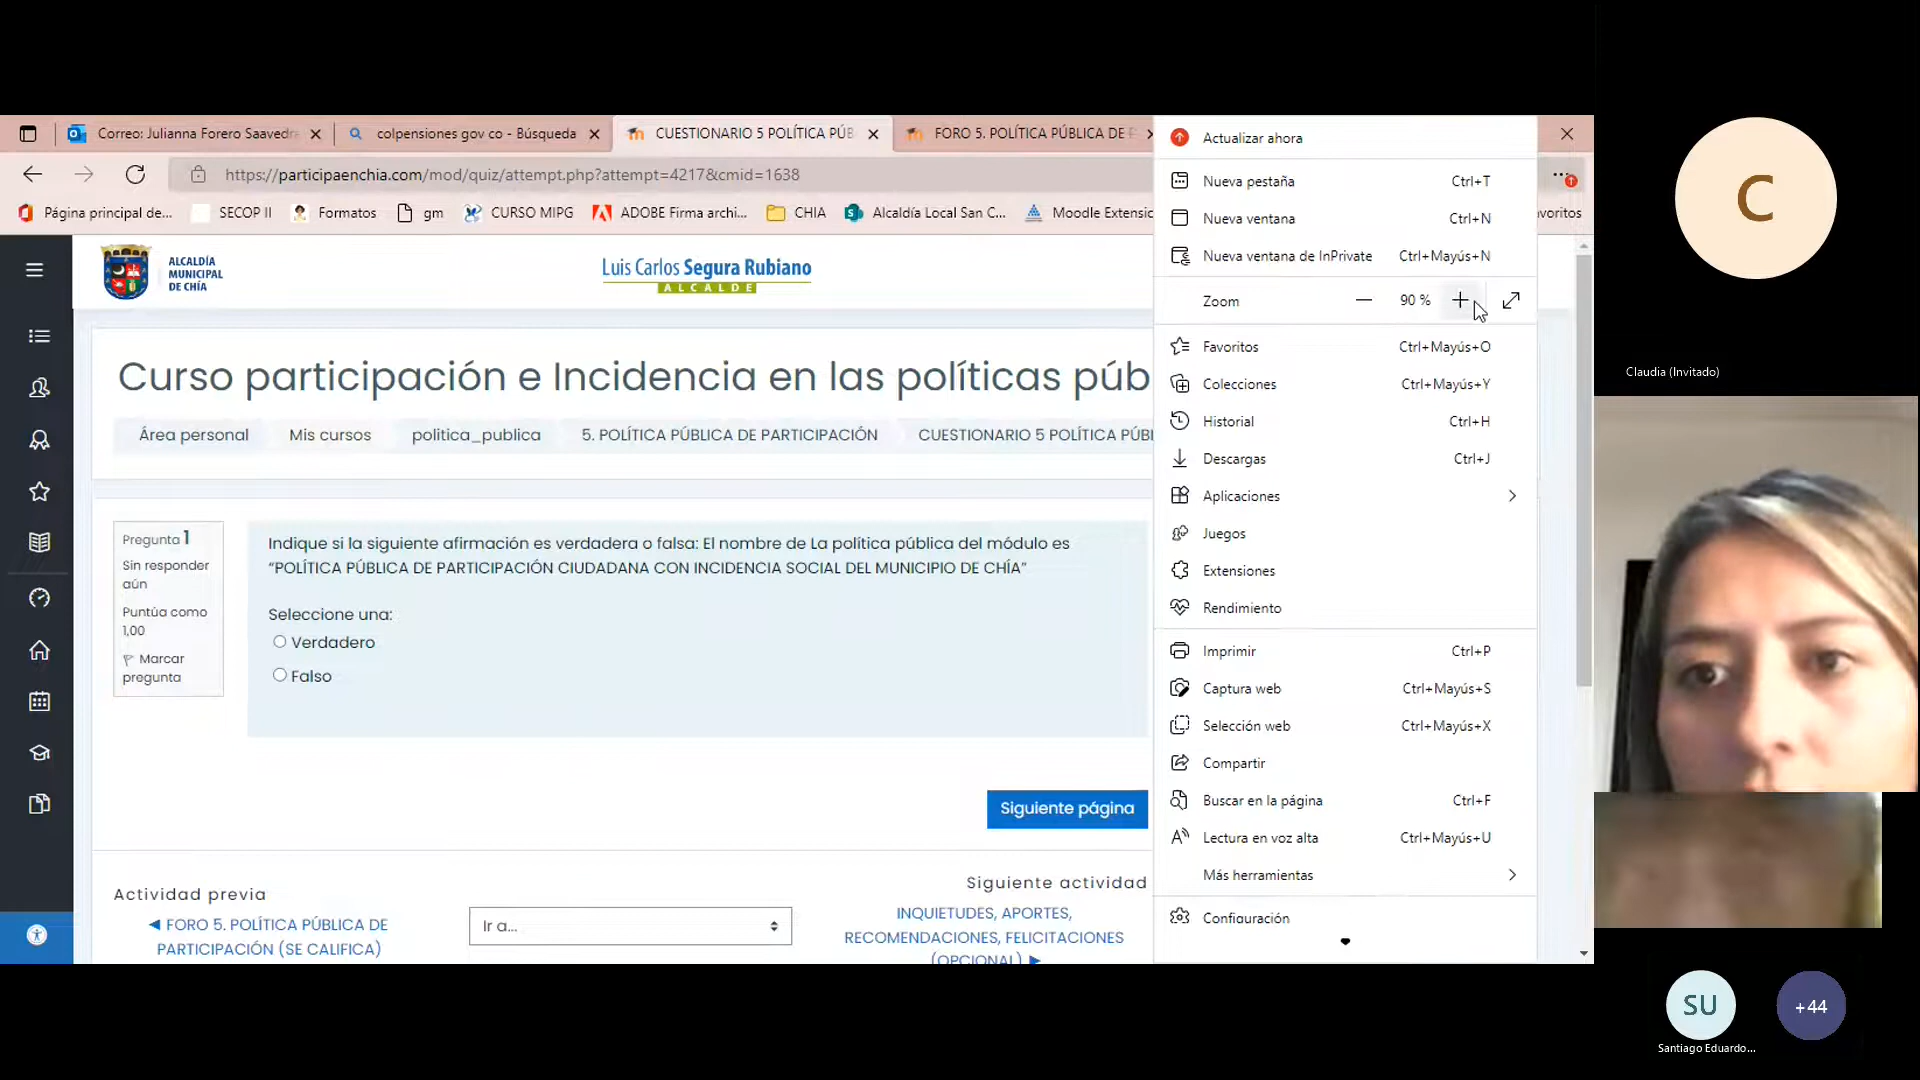 Correo: Julianna Forero Saavedra
colpensiones gov co - Búsqueda
CUESTIONARIO 5 POLÍTICA PÚB
FORO 5. POLÍTICA PÚBLICA DE
https://participaenchia.com/mod/quiz/attempt.php?attempt=4217&cmid=1638
Página principal de...
SECOP II
Formatos
gm
CURSO MIPG
ADOBE Firma archi...
CHIA
Alcaldía Local San C...
Moodle Extensic
avoritos
ALCALDÍA
MUNICIPAL
DE CHÍA
Luis Carlos Segura Rubiano
ALCALDE
Curso participación e Incidencia en las políticas púb
Área personal
Mis cursos
politica_publica
5. POLÍTICA PÚBLICA DE PARTICIPACIÓN
CUESTIONARIO 5 POLÍTICA PÚBL
Pregunta 1
Sin responder
aún
Puntúa como
1,00
Marcar
pregunta
Indique si la siguiente afirmación es verdadera o falsa: El nombre de La política pública del módulo es
“POLÍTICA PÚBLICA DE PARTICIPACIÓN CIUDADANA CON INCIDENCIA SOCIAL DEL MUNICIPIO DE CHÍA”
Seleccione una:
Verdadero
Falso
Siguiente página
Actividad previa
◄ FORO 5. POLÍTICA PÚBLICA DE
PARTICIPACIÓN (SE CALIFICA)
Ir a...
Siguiente actividad
INQUIETUDES, APORTES,
RECOMENDACIONES, FELICITACIONES
(OPCIONAL) ►
Actualizar ahora
Nueva pestaña Ctrl+T
Nueva ventana Ctrl+N
Nueva ventana de InPrivate Ctrl+Mayús+N
Zoom — 90 % +
Favoritos Ctrl+Mayús+O
Colecciones Ctrl+Mayús+Y
Historial Ctrl+H
Descargas Ctrl+J
Aplicaciones
Juegos
Extensiones
Rendimiento
Imprimir Ctrl+P
Captura web Ctrl+Mayús+S
Selección web Ctrl+Mayús+X
Compartir
Buscar en la página Ctrl+F
Lectura en voz alta Ctrl+Mayús+U
Más herramientas
Configuración
C
Claudia (Invitado)
SU
Santiago Eduardo...
+44